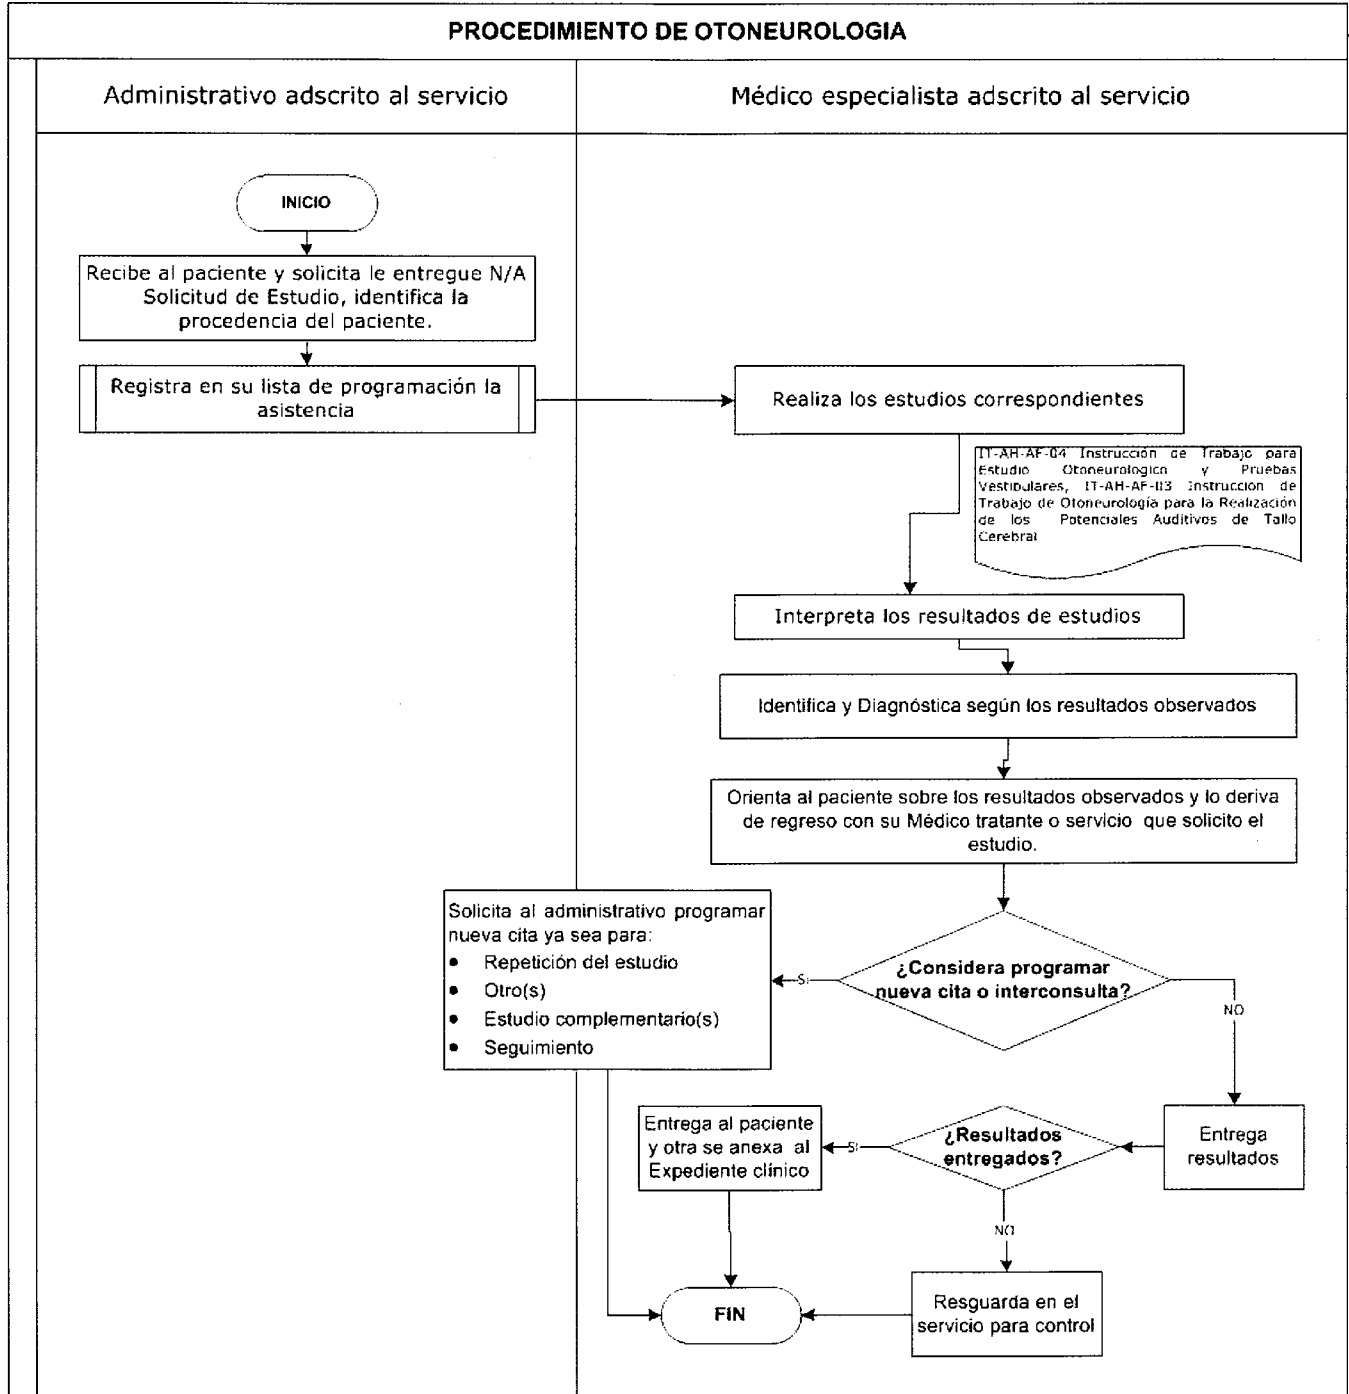 PROCEDIMIENTO DE OTONEUROLOGIA
Administrativo adscrito al servicio
Médico especialista adscrito al servicio
INICIO
Recibe al paciente y solicita le entregue N/A
Solicitud de Estudio, identifica la
procedencia del paciente.
Registra en su lista de programación la
asistencia
Realiza los estudios correspondientes
IT-AH-AF-04 Instrucción de Trabajo para
Estudio Otoneurologico y Pruebas
Vestibulares, IT-AH-AF-03 Instrucción de
Trabajo de Otoneurología para la Realización
de los Potenciales Auditivos de Tallo
Cerebral
Interpreta los resultados de estudios
Identifica y Diagnóstica según los resultados observados
Orienta al paciente sobre los resultados observados y lo deriva
de regreso con su Médico tratante o servicio que solicito el
estudio.
¿Considera programar
nueva cita o interconsulta?
SI
NO
Solicita al administrativo programar
nueva cita ya sea para:
• Repetición del estudio
• Otro(s)
• Estudio complementario(s)
• Seguimiento
Entrega
resultados
¿Resultados
entregados?
SI
NO
Entrega al paciente
y otra se anexa al
Expediente clínico
Resguarda en el
servicio para control
FIN